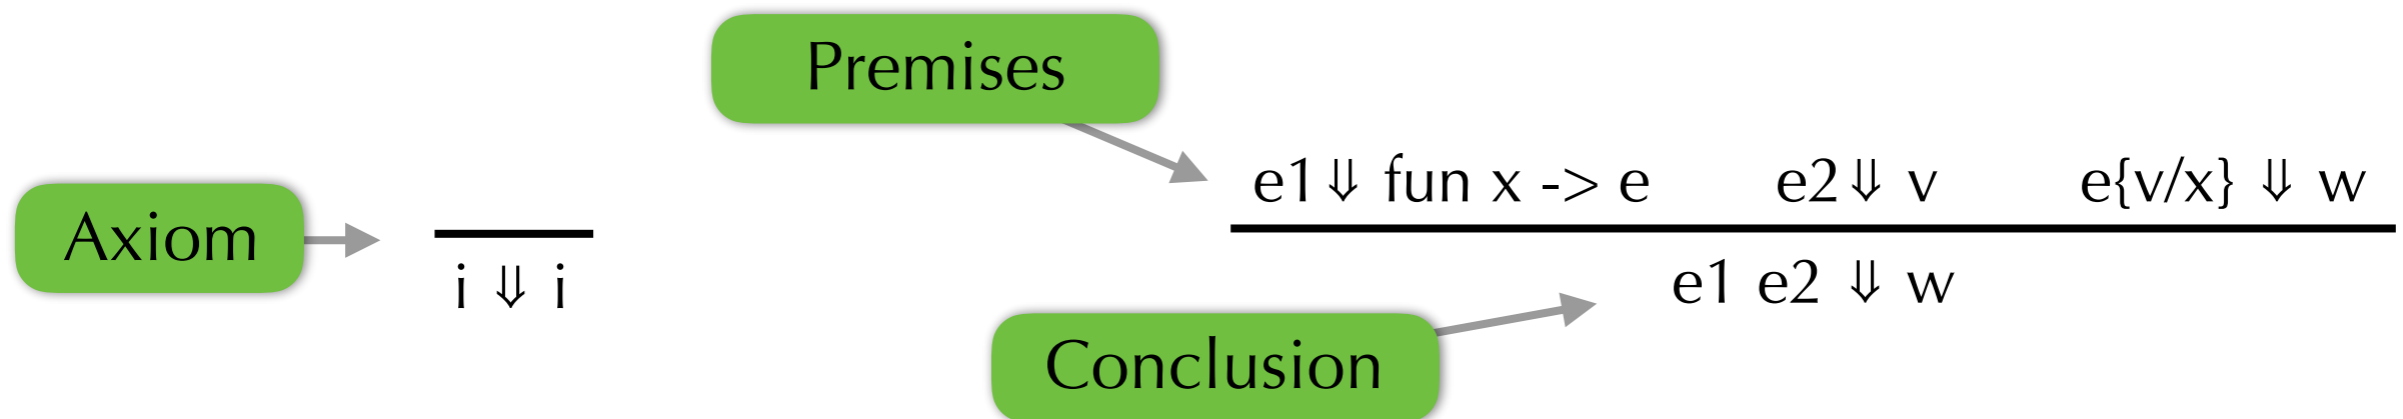 Premises
Axiom
i ⇓ i
e1 ⇓ fun x -> e e2 ⇓ v e{v/x} ⇓ w
e1 e2 ⇓ w
Conclusion